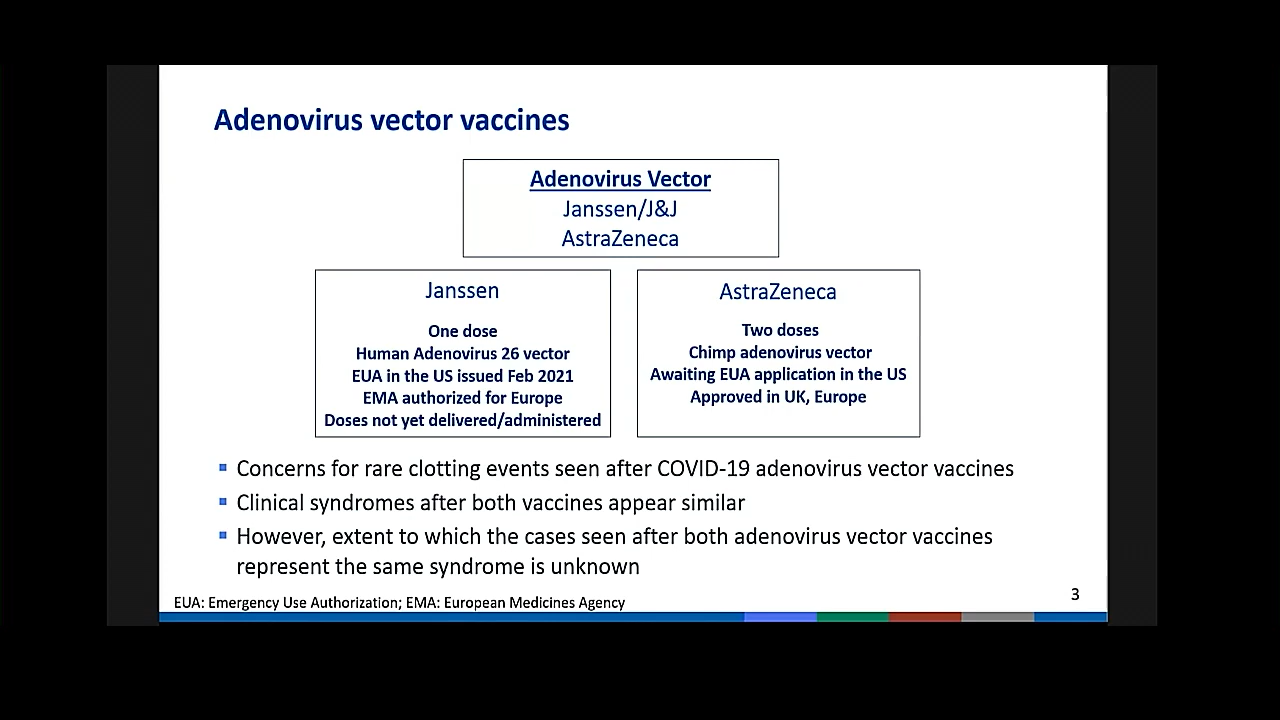 Adenovirus vector vaccines
Adenovirus Vector
Janssen/J&J
AstraZeneca
Janssen
One dose
Human Adenovirus 26 vector
EUA in the US issued Feb 2021
EMA authorized for Europe
Doses not yet delivered/administered
AstraZeneca
Two doses
Chimp adenovirus vector
Awaiting EUA application in the US
Approved in UK, Europe
▪ Concerns for rare clotting events seen after COVID-19 adenovirus vector vaccines
▪ Clinical syndromes after both vaccines appear similar
▪ However, extent to which the cases seen after both adenovirus vector vaccines
represent the same syndrome is unknown
EUA: Emergency Use Authorization; EMA: European Medicines Agency
3